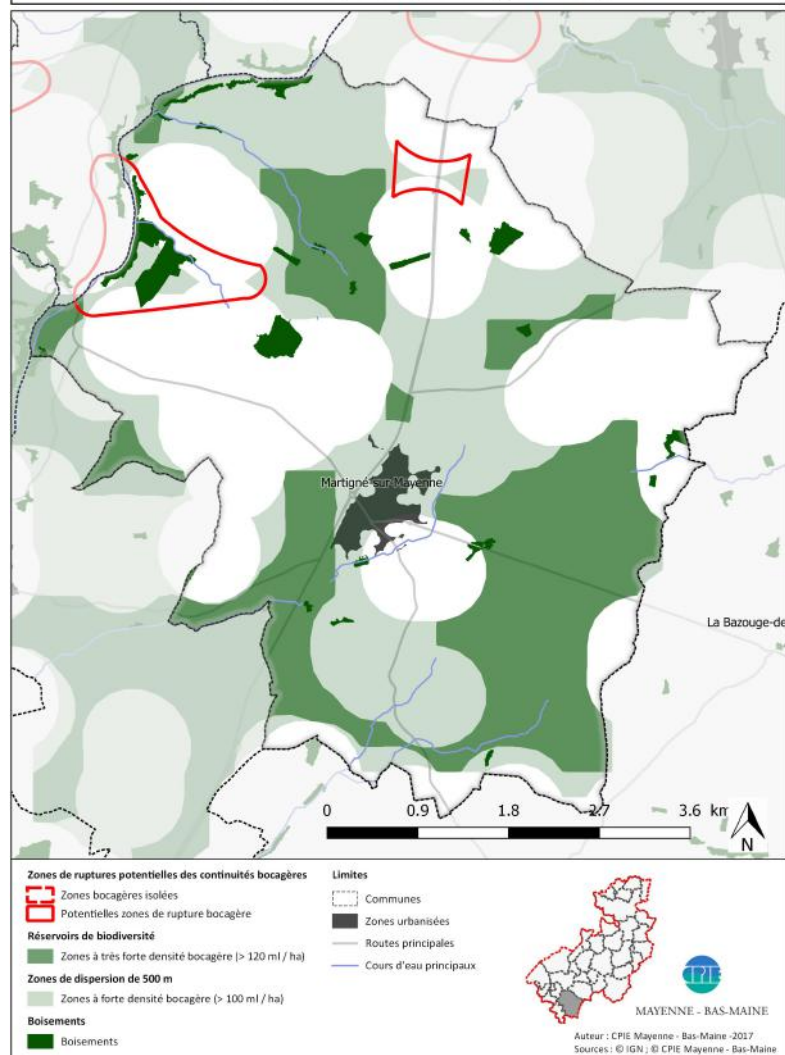 Martigné-sur-Mayenne
La Bazouge-de
0 0.9 1.8 2.7 3.6 km
N
Zones de ruptures potentielles des continuités bocagères
Zones bocagères isolées
Potentielles zones de rupture bocagère
Réservoirs de biodiversité
Zones à très forte densité bocagère (> 120 ml / ha)
Zones de dispersion de 500 m
Zones à forte densité bocagère (> 100 ml / ha)
Boisements
Boisements
Limites
Communes
Zones urbanisées
Routes principales
Cours d'eau principaux
CPIE
MAYENNE - BAS-MAINE
Auteur : CPIE Mayenne - Bas-Maine -2017
Sources : © IGN ; © CPIE Mayenne - Bas-Maine